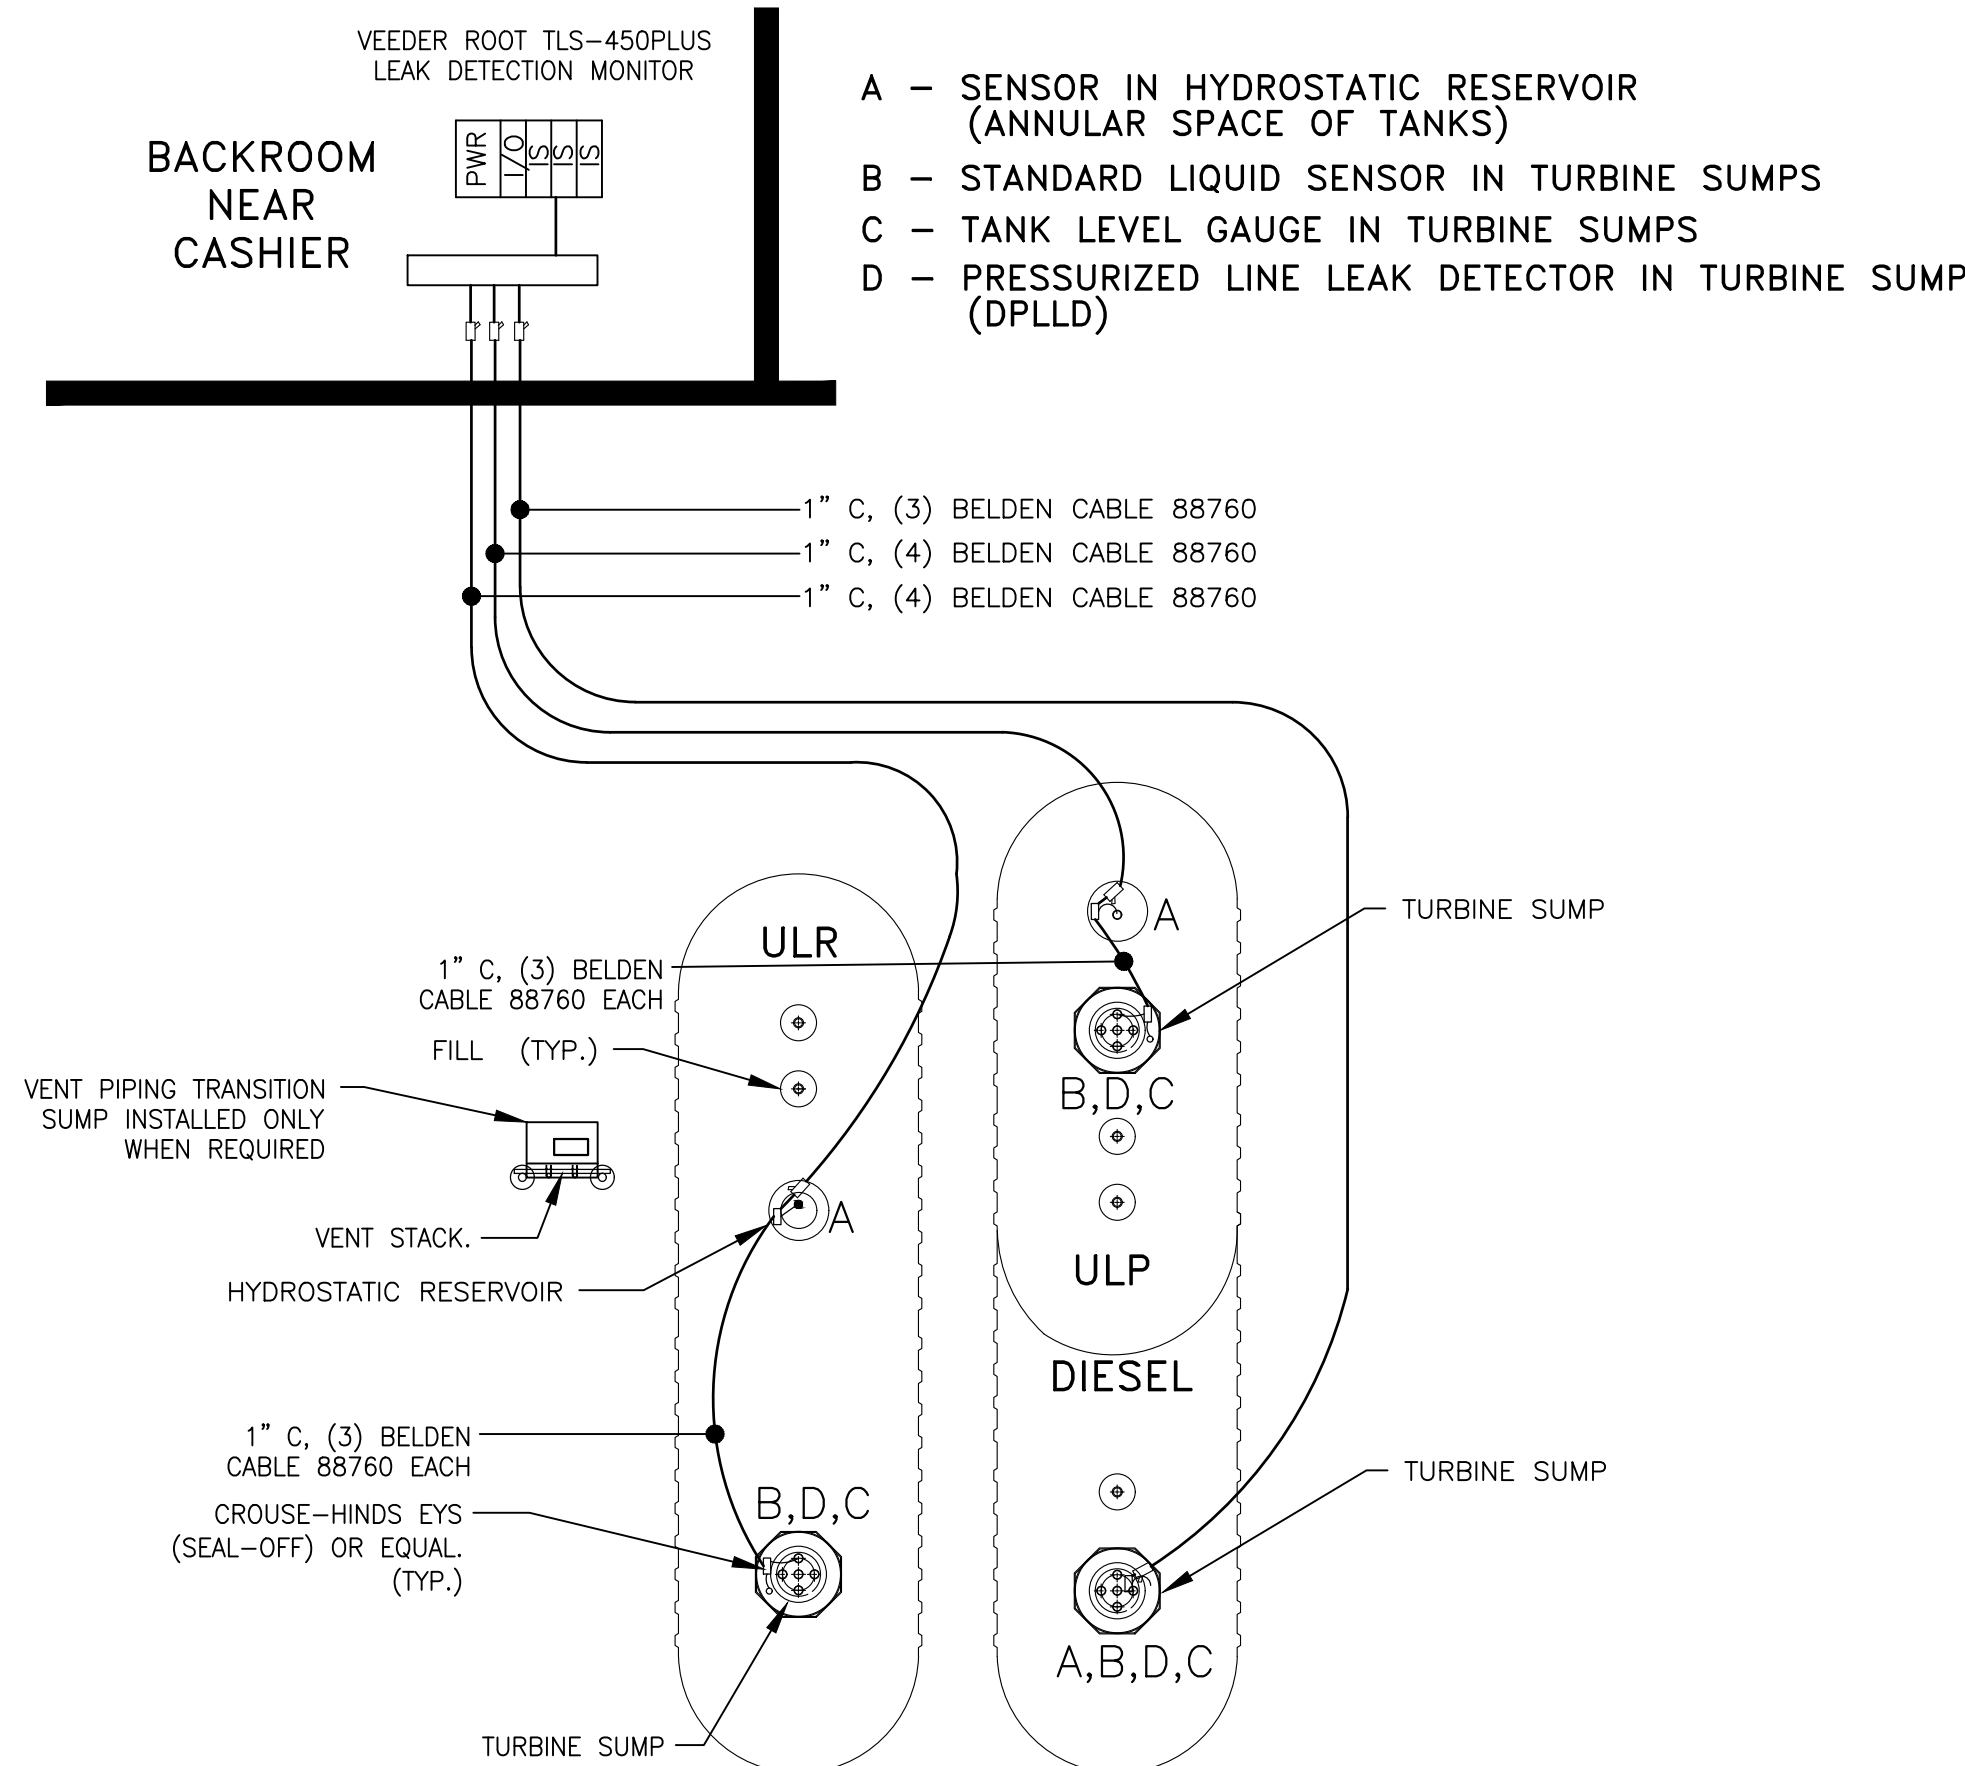 VEEDER ROOT TLS-450PLUS
LEAK DETECTION MONITOR
BACKROOM
NEAR
CASHIER
PWR
I/O
IS
IS
IS
A - SENSOR IN HYDROSTATIC RESERVOIR
(ANNULAR SPACE OF TANKS)
B - STANDARD LIQUID SENSOR IN TURBINE SUMPS
C - TANK LEVEL GAUGE IN TURBINE SUMPS
D - PRESSURIZED LINE LEAK DETECTOR IN TURBINE SUMP
(DPLLD)
1" C, (3) BELDEN CABLE 88760
1" C, (4) BELDEN CABLE 88760
1" C, (4) BELDEN CABLE 88760
A
TURBINE SUMP
ULR
1" C, (3) BELDEN
CABLE 88760 EACH
FILL (TYP.)
B,D,C
VENT PIPING TRANSITION
SUMP INSTALLED ONLY
WHEN REQUIRED
A
VENT STACK.
ULP
HYDROSTATIC RESERVOIR
DIESEL
1" C, (3) BELDEN
CABLE 88760 EACH
TURBINE SUMP
B,D,C
CROUSE-HINDS EYS
(SEAL-OFF) OR EQUAL.
(TYP.)
A,B,D,C
TURBINE SUMP